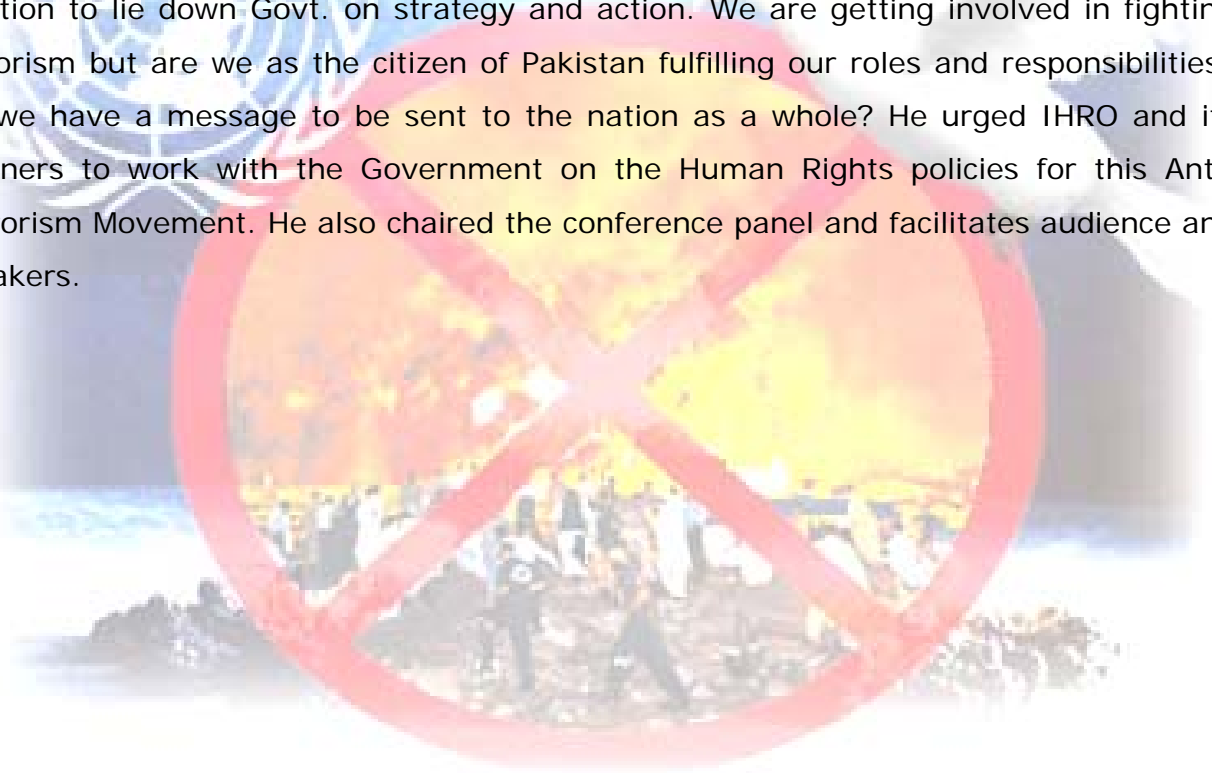 tion to lie down Govt. on strategy and action. We are getting involved in fightin
orism but are we as the citizen of Pakistan fulfilling our roles and responsibilities
we have a message to be sent to the nation as a whole? He urged IHRO and i
ners to work with the Government on the Human Rights policies for this Ant
orism Movement. He also chaired the conference panel and facilitates audience an
akers.